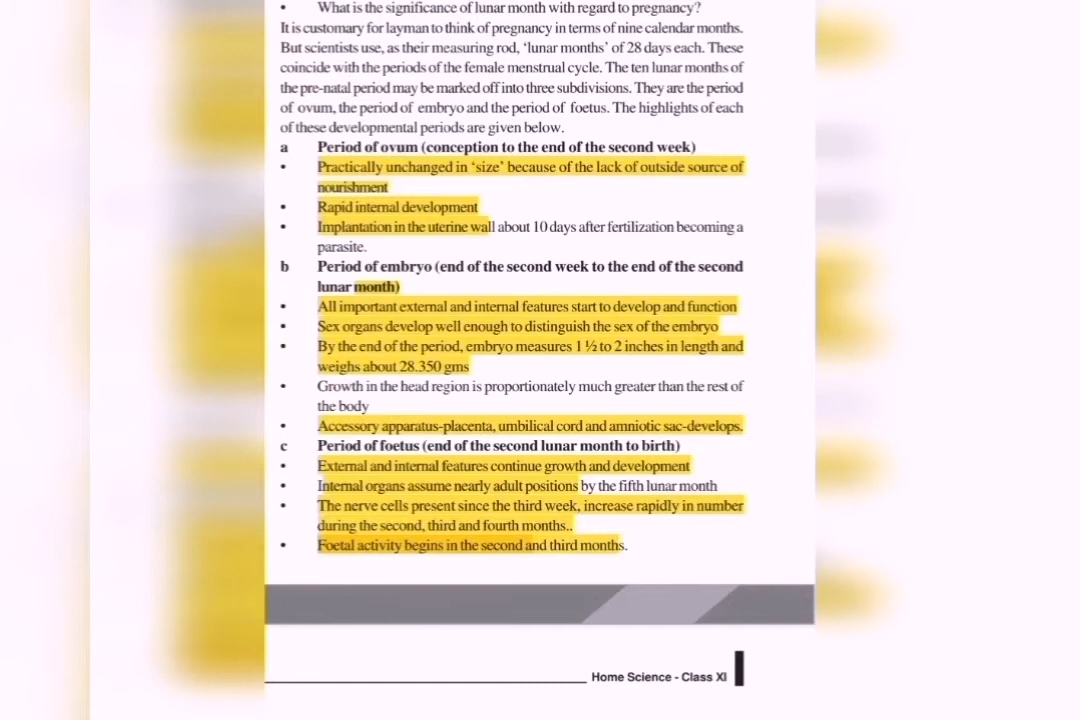 • What is the significance of lunar month with regard to pregnancy?
It is customary for layman to think of pregnancy in terms of nine calendar months.
But scientists use, as their measuring rod, ‘lunar months’ of 28 days each. These
coincide with the periods of the female menstrual cycle. The ten lunar months of
the pre-natal period may be marked off into three subdivisions. They are the period
of ovum, the period of embryo and the period of foetus. The highlights of each
of these developmental periods are given below.
a Period of ovum (conception to the end of the second week)
• Practically unchanged in ‘size’ because of the lack of outside source of
nourishment
• Rapid internal development
• Implantation in the uterine wall about 10 days after fertilization becoming a
parasite.
b Period of embryo (end of the second week to the end of the second
lunar month)
• All important external and internal features start to develop and function
• Sex organs develop well enough to distinguish the sex of the embryo
• By the end of the period, embryo measures 1 ½ to 2 inches in length and
weighs about 28.350 gms
• Growth in the head region is proportionately much greater than the rest of
the body
• Accessory apparatus-placenta, umbilical cord and amniotic sac-develops.
c Period of foetus (end of the second lunar month to birth)
• External and internal features continue growth and development
• Internal organs assume nearly adult positions by the fifth lunar month
• The nerve cells present since the third week, increase rapidly in number
during the second, third and fourth months..
• Foetal activity begins in the second and third months.
Home Science - Class XI